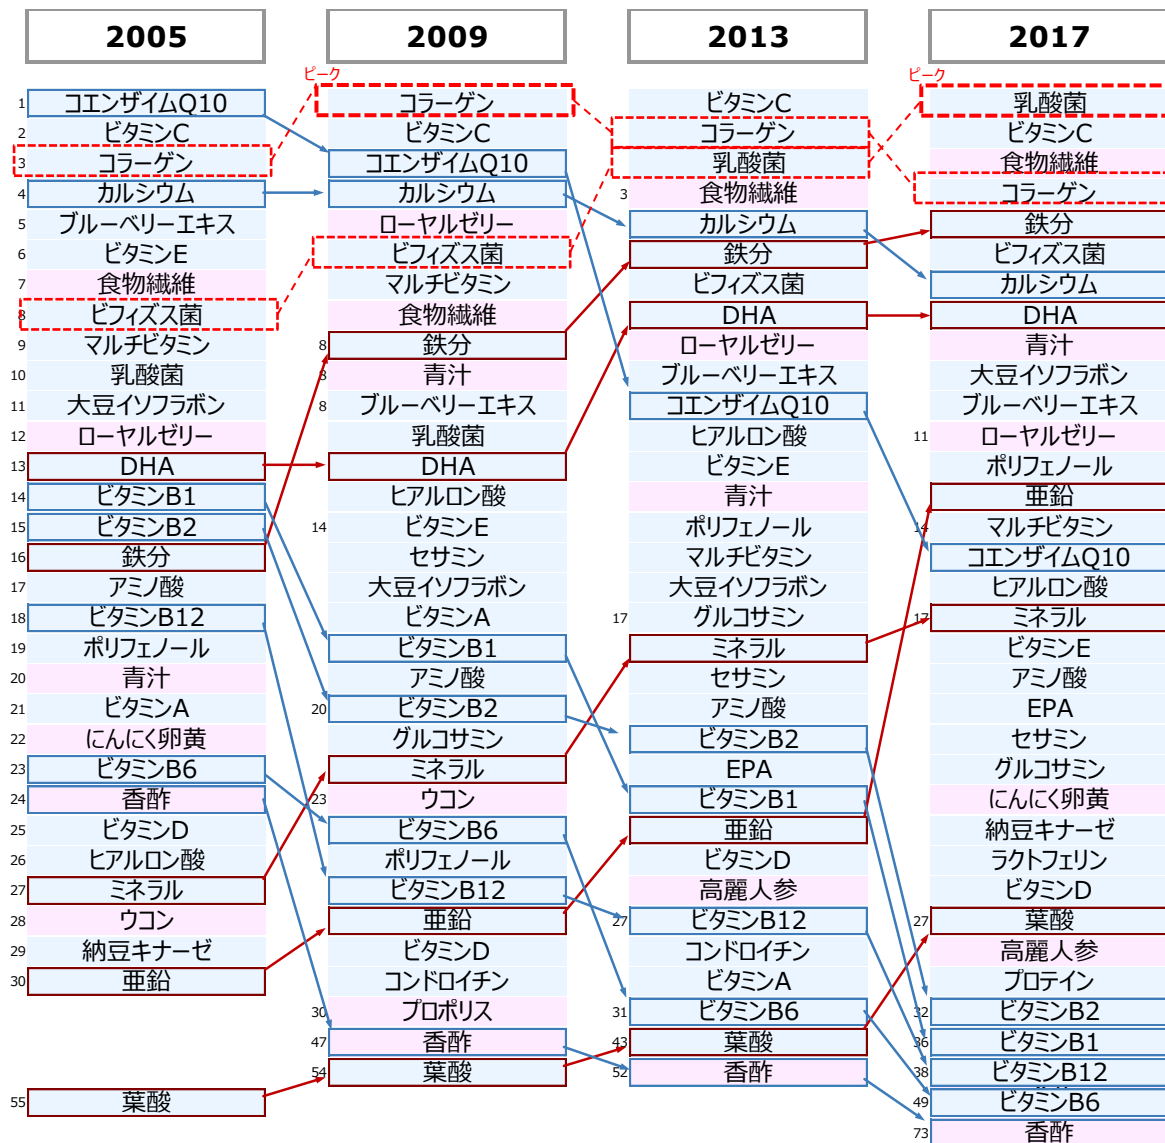 2005
1 コエンザイムQ10
2 ビタミンC
3 コラーゲン
4 カルシウム
5 ブルーベリーエキス
6 ビタミンE
7 食物繊維
8 ビフィズス菌
9 マルチビタミン
10 乳酸菌
11 大豆イソフラボン
12 ローヤルゼリー
13 DHA
14 ビタミンB1
15 ビタミンB2
16 鉄分
17 アミノ酸
18 ビタミンB12
19 ポリフェノール
20 青汁
21 ビタミンA
22 にんにく卵黄
23 ビタミンB6
24 香酢
25 ビタミンD
26 ヒアルロン酸
27 ミネラル
28 ウコン
29 納豆キナーゼ
30 亜鉛
55 葉酸
2009
ピーク
コラーゲン
ビタミンC
コエンザイムQ10
カルシウム
ローヤルゼリー
ビフィズス菌
マルチビタミン
食物繊維
8 鉄分
8 青汁
8 ブルーベリーエキス
乳酸菌
DHA
ヒアルロン酸
14 ビタミンE
セサミン
大豆イソフラボン
ビタミンA
ビタミンB1
アミノ酸
20 ビタミンB2
グルコサミン
ミネラル
23 ウコン
ビタミンB6
ポリフェノール
ビタミンB12
亜鉛
ビタミンD
コンドロイチン
30 プロポリス
47 香酢
54 葉酸
2013
ビタミンC
コラーゲン
乳酸菌
3 食物繊維
カルシウム
鉄分
ビフィズス菌
DHA
ローヤルゼリー
ブルーベリーエキス
コエンザイムQ10
ヒアルロン酸
ビタミンE
青汁
ポリフェノール
マルチビタミン
大豆イソフラボン
17 グルコサミン
ミネラル
セサミン
アミノ酸
ビタミンB2
EPA
ビタミンB1
亜鉛
ビタミンD
高麗人参
27 ビタミンB12
コンドロイチン
ビタミンA
31 ビタミンB6
43 葉酸
52 香酢
2017
ピーク
乳酸菌
ビタミンC
食物繊維
コラーゲン
鉄分
ビフィズス菌
カルシウム
DHA
青汁
大豆イソフラボン
ブルーベリーエキス
11 ローヤルゼリー
ポリフェノール
亜鉛
14 マルチビタミン
コエンザイムQ10
ヒアルロン酸
17 ミネラル
ビタミンE
アミノ酸
EPA
セサミン
グルコサミン
にんにく卵黄
納豆キナーゼ
ラクトフェリン
ビタミンD
27 葉酸
高麗人参
プロテイン
32 ビタミンB2
36 ビタミンB1
38 ビタミンB12
49 ビタミンB6
73 香酢